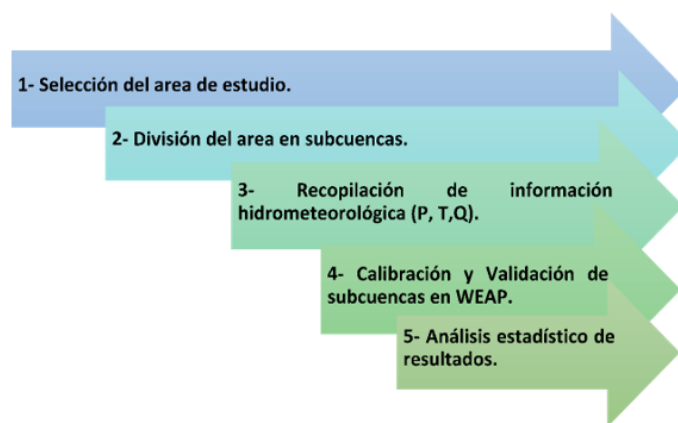 1- Selección del area de estudio.
2- División del area en subcuencas.
3- Recopilación de información
hidrometeorológica (P, T,Q).
4- Calibración y Validación de
subcuencas en WEAP.
5- Análisis estadístico de
resultados.